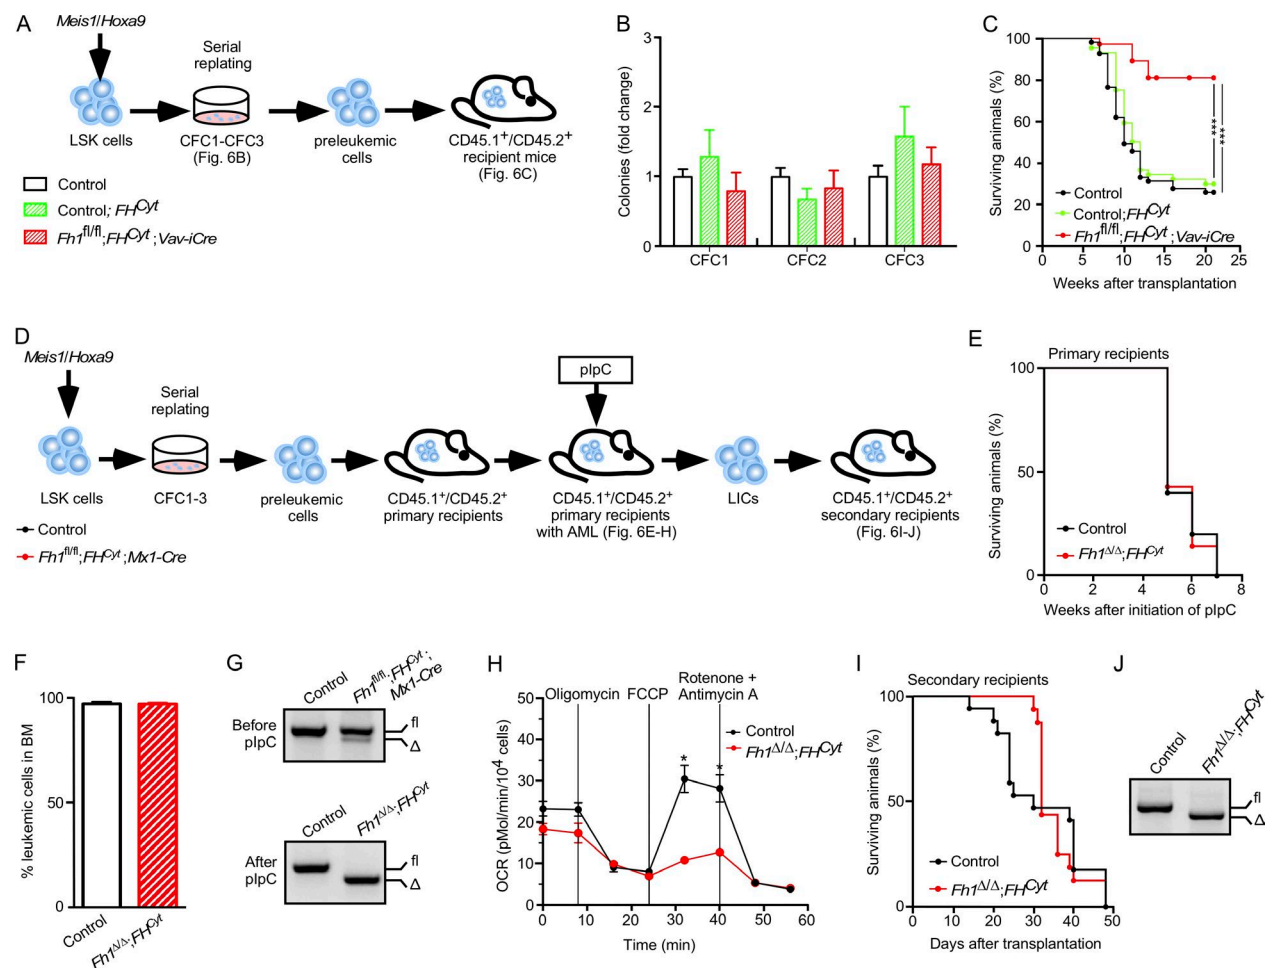 A
Meis1/Hoxa9
Serial
replating
LSK cells
CFC1-CFC3
(Fig. 6B)
preleukemic
cells
CD45.1+/CD45.2+
recipient mice
(Fig. 6C)
Control
Control; FHCyt
Fh1fl/fl;FHCyt;Vav-iCre
B
Colonies (fold change)
3
2
1
0
CFC1
CFC2
CFC3
C
Surviving animals (%)
100
80
60
40
20
0
***
***
Control
Control;FHCyt
Fh1fl/fl;FHCyt;Vav-iCre
0 5 10 15 20 25
Weeks after transplantation
D
Meis1/Hoxa9
Serial
replating
pIpC
LSK cells
CFC1-3
preleukemic
cells
CD45.1+/CD45.2+
primary recipients
CD45.1+/CD45.2+
primary recipients
with AML (Fig. 6E-H)
LICs
CD45.1+/CD45.2+
secondary recipients
(Fig. 6I-J)
Control
Fh1fl/fl;FHCyt;Mx1-Cre
E
Primary recipients
Surviving animals (%)
100
50
0
Control
Fh1Δ/Δ;FHCyt
0 2 4 6 8
Weeks after initiation of pIpC
F
% leukemic cells in BM
100
50
0
Control
Fh1Δ/Δ;FHCyt
G
Control
Fh1fl/fl;FHCyt;
Mx1-Cre
Before
pIpC
fl
Δ
Control
Fh1Δ/Δ;FHCyt
After
pIpC
fl
Δ
H
OCR (pMol/min/104 cells)
50
40
30
20
10
0
Oligomycin
FCCP
Rotenone +
Antimycin A
Control
Fh1Δ/Δ;FHCyt
*
*
0 10 20 30 40 50 60
Time (min)
I
Secondary recipients
Surviving animals (%)
100
50
0
Control
Fh1Δ/Δ;FHCyt
0 10 20 30 40 50
Days after transplantation
J
Control
Fh1Δ/Δ;FHCyt
fl
Δ